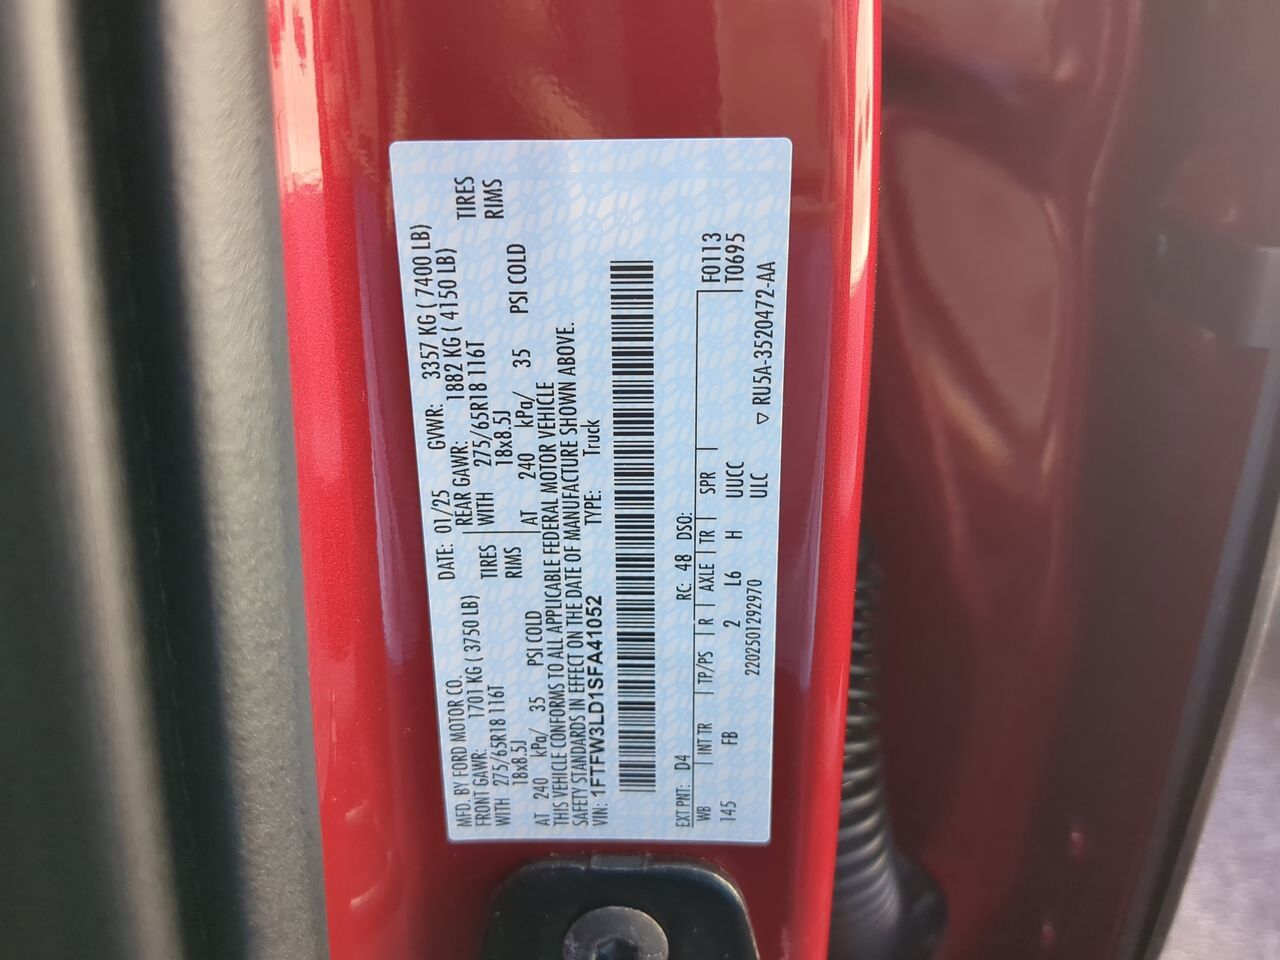 MFD. BY FORD MOTOR CO.
DATE: 01/25 GVWR: 3357 KG ( 7400 LB)
FRONT GAWR: 1701 KG ( 3750 LB) REAR GAWR: 1882 KG ( 4150 LB)
WITH 275/65R18 116T TIRES WITH 275/65R18 116T TIRES
18x8.5J RIMS 18x8.5J RIMS
AT 240 kPa/ 35 PSI COLD AT 240 kPa/ 35 PSI COLD
THIS VEHICLE CONFORMS TO ALL APPLICABLE FEDERAL MOTOR VEHICLE
SAFETY STANDARDS IN EFFECT ON THE DATE OF MANUFACTURE SHOWN ABOVE.
VIN: 1FTFW3LD1SFA41052 TYPE: Truck
EXT PNT: D4 RC: 48 DSO:
WB INT TR TP/PS R AXLE TR SPR F0113
145 FB 2 L6 H UUCC T0695
2202501292970 ULC ▽ RU5A-3520472-AA